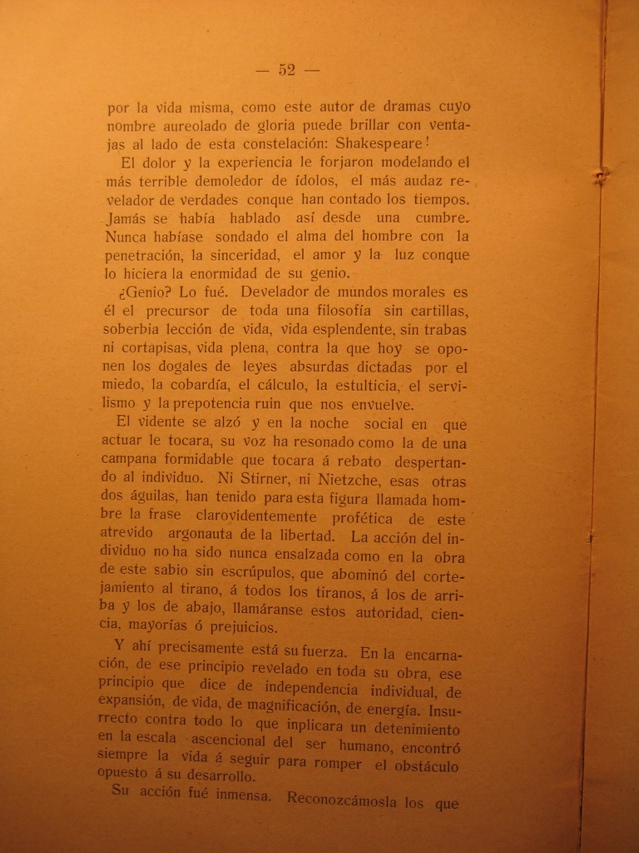 — 52 —
por la vida misma, como este autor de dramas cuyo
nombre aureolado de gloria puede brillar con venta-
jas al lado de esta constelación: Shakespeare!
El dolor y la experiencia le forjaron modelando el
más terrible demoledor de ídolos, el más audaz re-
velador de verdades conque han contado los tiempos.
Jamás se había hablado así desde una cumbre.
Nunca habíase sondado el alma del hombre con la
penetración, la sinceridad, el amor y la luz conque
lo hiciera la enormidad de su genio.
¿Genio? Lo fué. Develador de mundos morales es
él el precursor de toda una filosofía sin cartillas,
soberbia lección de vida, vida esplendente, sin trabas
ni cortapisas, vida plena, contra la que hoy se opo-
nen los dogales de leyes absurdas dictadas por el
miedo, la cobardía, el cálculo, la estulticia, el servi-
lismo y la prepotencia ruin que nos envuelve.
El vidente se alzó y en la noche social en que
actuar le tocara, su voz ha resonado como la de una
campana formidable que tocara á rebato despertan-
do al individuo. Ni Stirner, ni Nietzche, esas otras
dos águilas, han tenido para esta figura llamada hom-
bre la frase clarovidentemente profética de este
atrevido argonauta de la libertad. La acción del in-
dividuo no ha sido nunca ensalzada como en la obra
de este sabio sin escrúpulos, que abominó del corte-
jamiento al tirano, á todos los tiranos, á los de arri-
ba y los de abajo, llamáranse estos autoridad, cien-
cia, mayorías ó prejuicios.
Y ahí precisamente está su fuerza. En la encarna-
ción, de ese principio revelado en toda su obra, ese
principio que dice de independencia individual, de
expansión, de vida, de magnificación, de energía. Insu-
rrecto contra todo lo que inplicara un detenimiento
en la escala ascencional del ser humano, encontró
siempre la vida á seguir para romper el obstáculo
opuesto á su desarrollo.
Su acción fué inmensa. Reconozcámosla los que